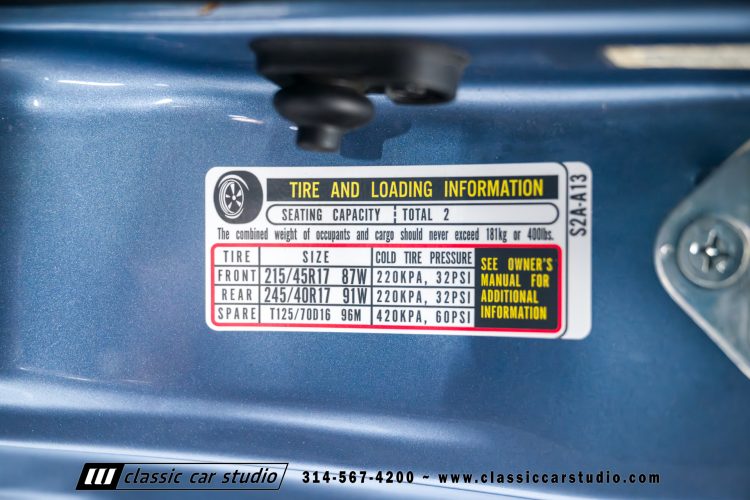 TIRE AND LOADING INFORMATION
SEATING CAPACITY TOTAL 2
The combined weight of occupants and cargo should never exceed 181kg or 400lbs.
TIRE SIZE COLD TIRE PRESSURE
FRONT 215/45R17 87W 220KPA, 32PSI
REAR 245/40R17 91W 220KPA, 32PSI
SPARE T125/70D16 96M 420KPA, 60PSI
SEE OWNER'S
MANUAL FOR
ADDITIONAL
INFORMATION
S2A-A13
classic car studio 314-567-4200 ~ www.classiccarstudio.com